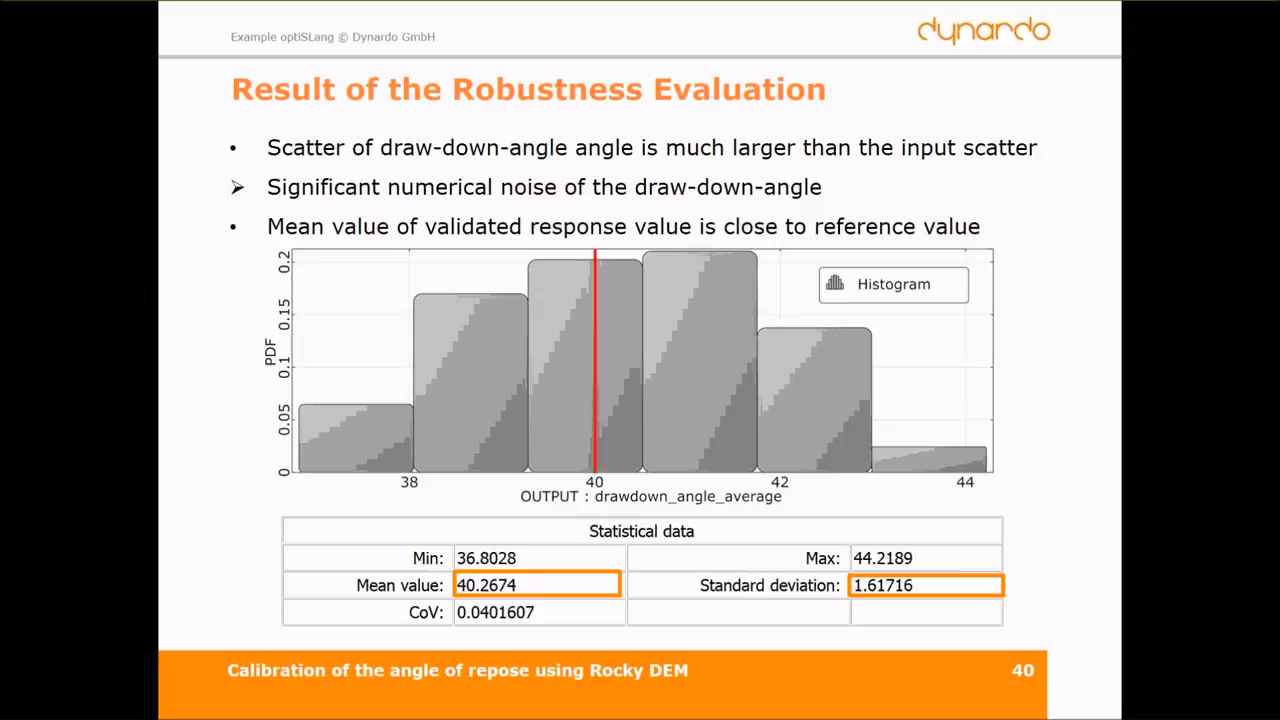 Example optiSLang © Dynardo GmbH
dynardo
Result of the Robustness Evaluation
• Scatter of draw-down-angle angle is much larger than the input scatter
➢ Significant numerical noise of the draw-down-angle
• Mean value of validated response value is close to reference value
Histogram
PDF
0.2
0.15
0.1
0.05
0
38 40 42 44
OUTPUT : drawdown_angle_average
Statistical data
Min: 36.8028 Max: 44.2189
Mean value: 40.2674 Standard deviation: 1.61716
CoV: 0.0401607
Calibration of the angle of repose using Rocky DEM 40